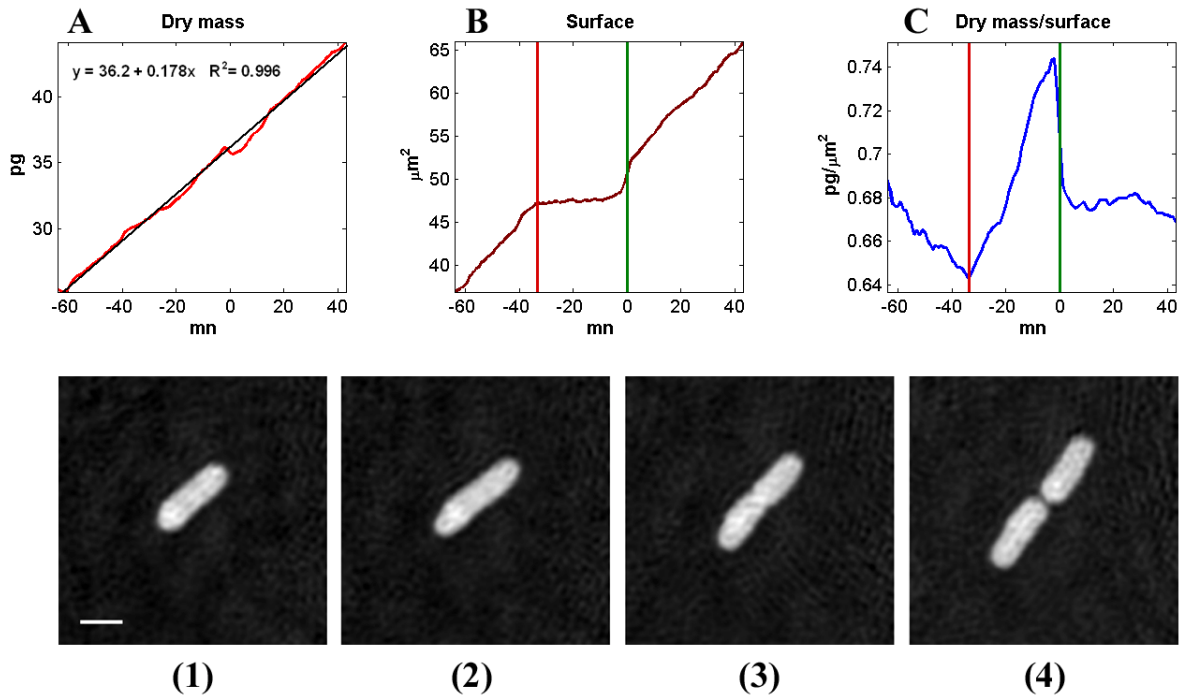 A Dry mass
y = 36.2 + 0.178x R²= 0.996
pg
40
35
30
-60 -40 -20 0 20 40
mn
B Surface
μm²
65
60
55
50
45
40
-60 -40 -20 0 20 40
mn
C Dry mass/surface
pg/μm²
0.74
0.72
0.7
0.68
0.66
0.64
-60 -40 -20 0 20 40
mn
(1) (2) (3) (4)